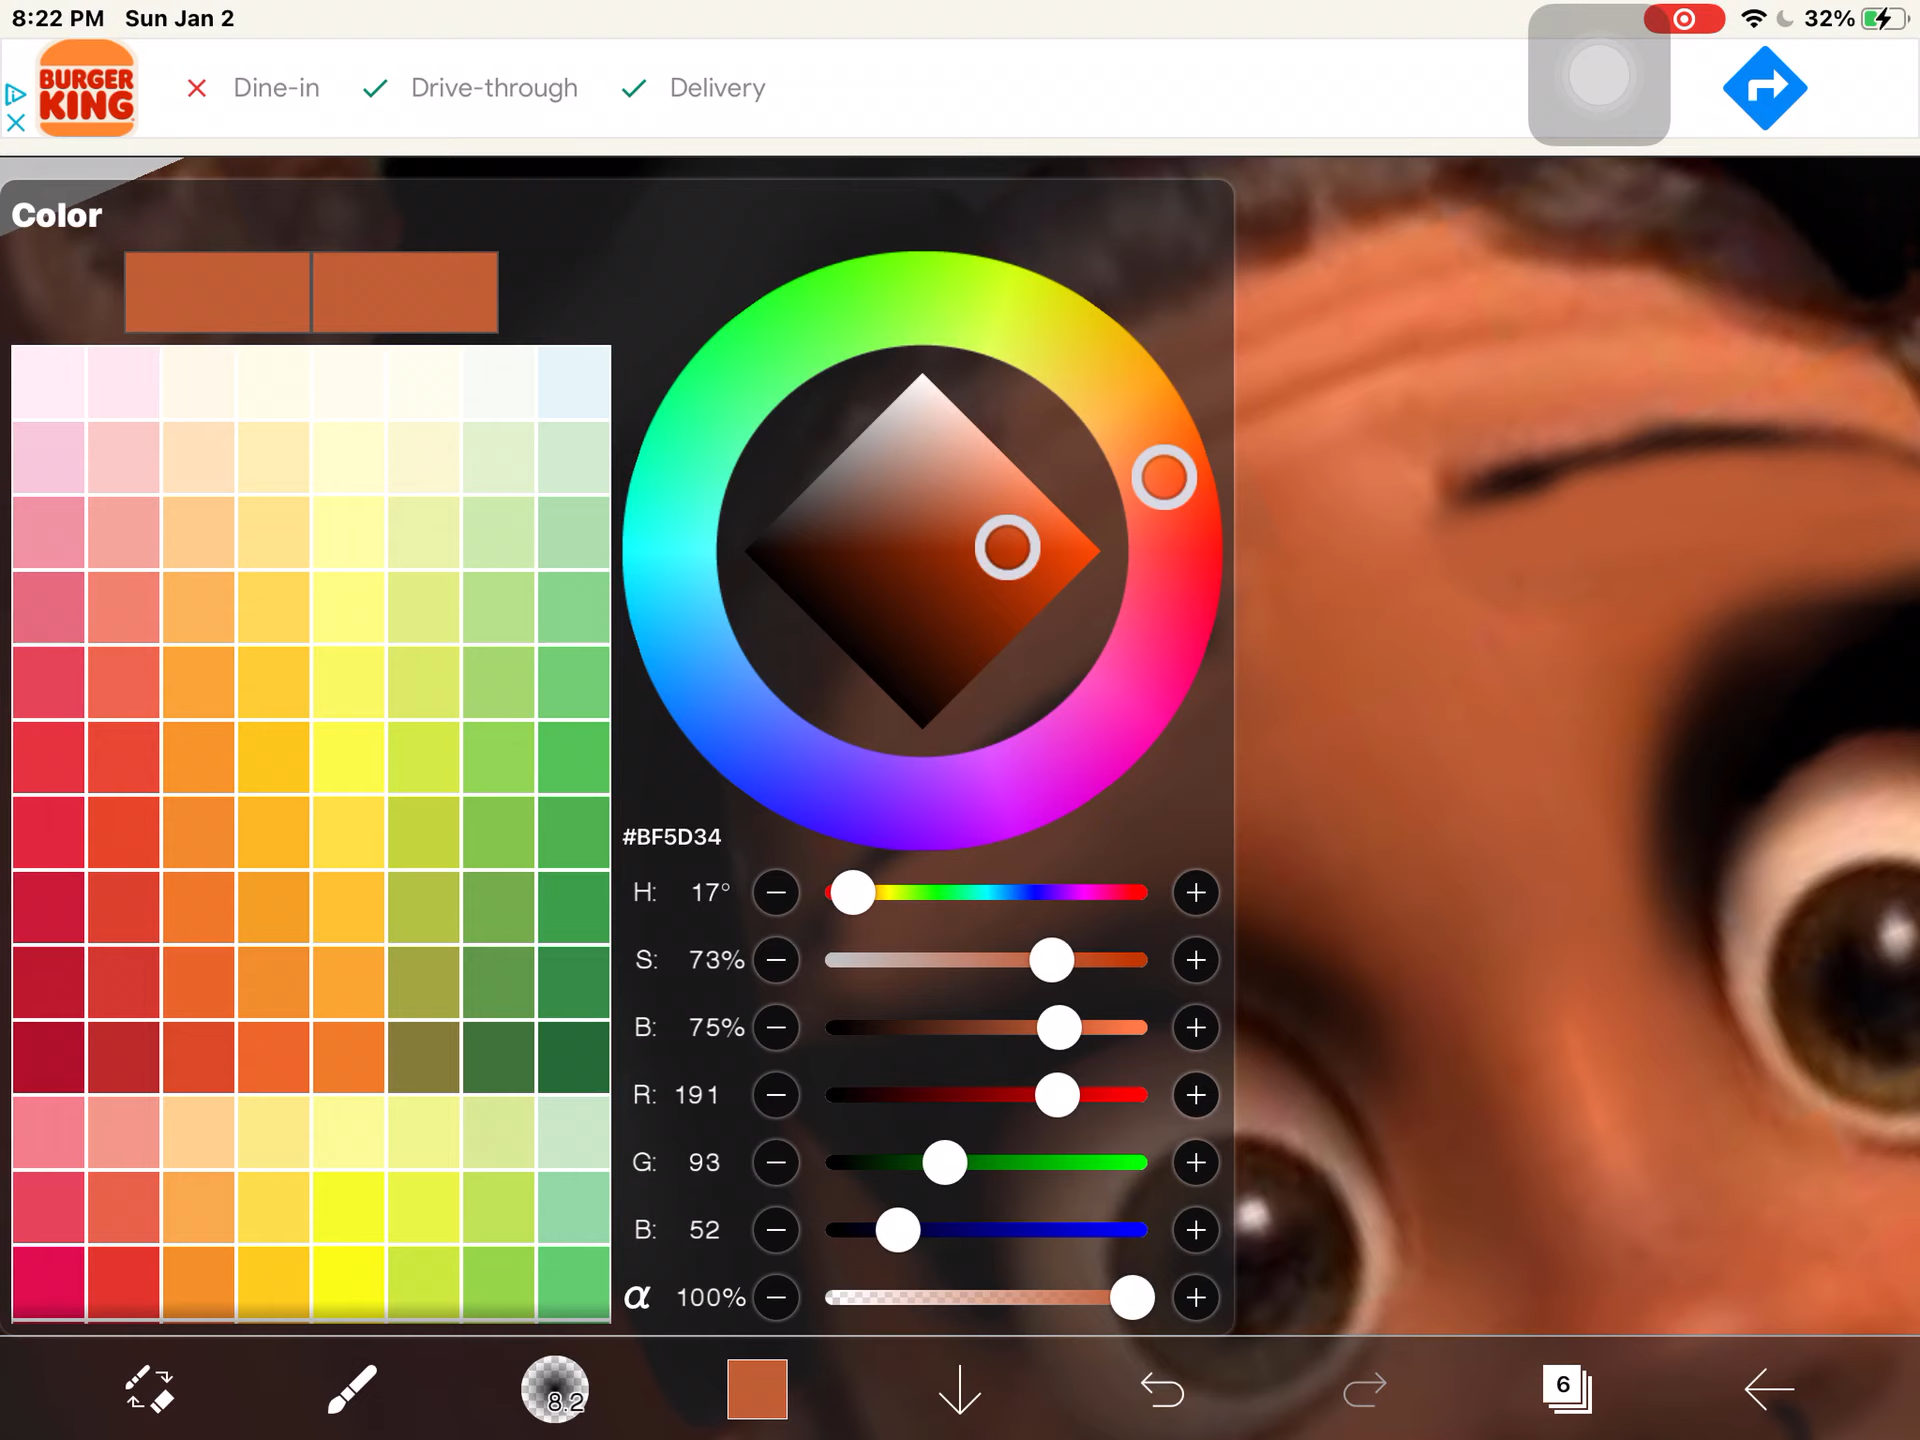 8:22 PM Sun Jan 2
32%
BURGER
KING
Dine-in Drive-through Delivery
Color
#BF5D34
H: 17°
S: 73%
B: 75%
R: 191
G: 93
B: 52
α 100%
8.2
6